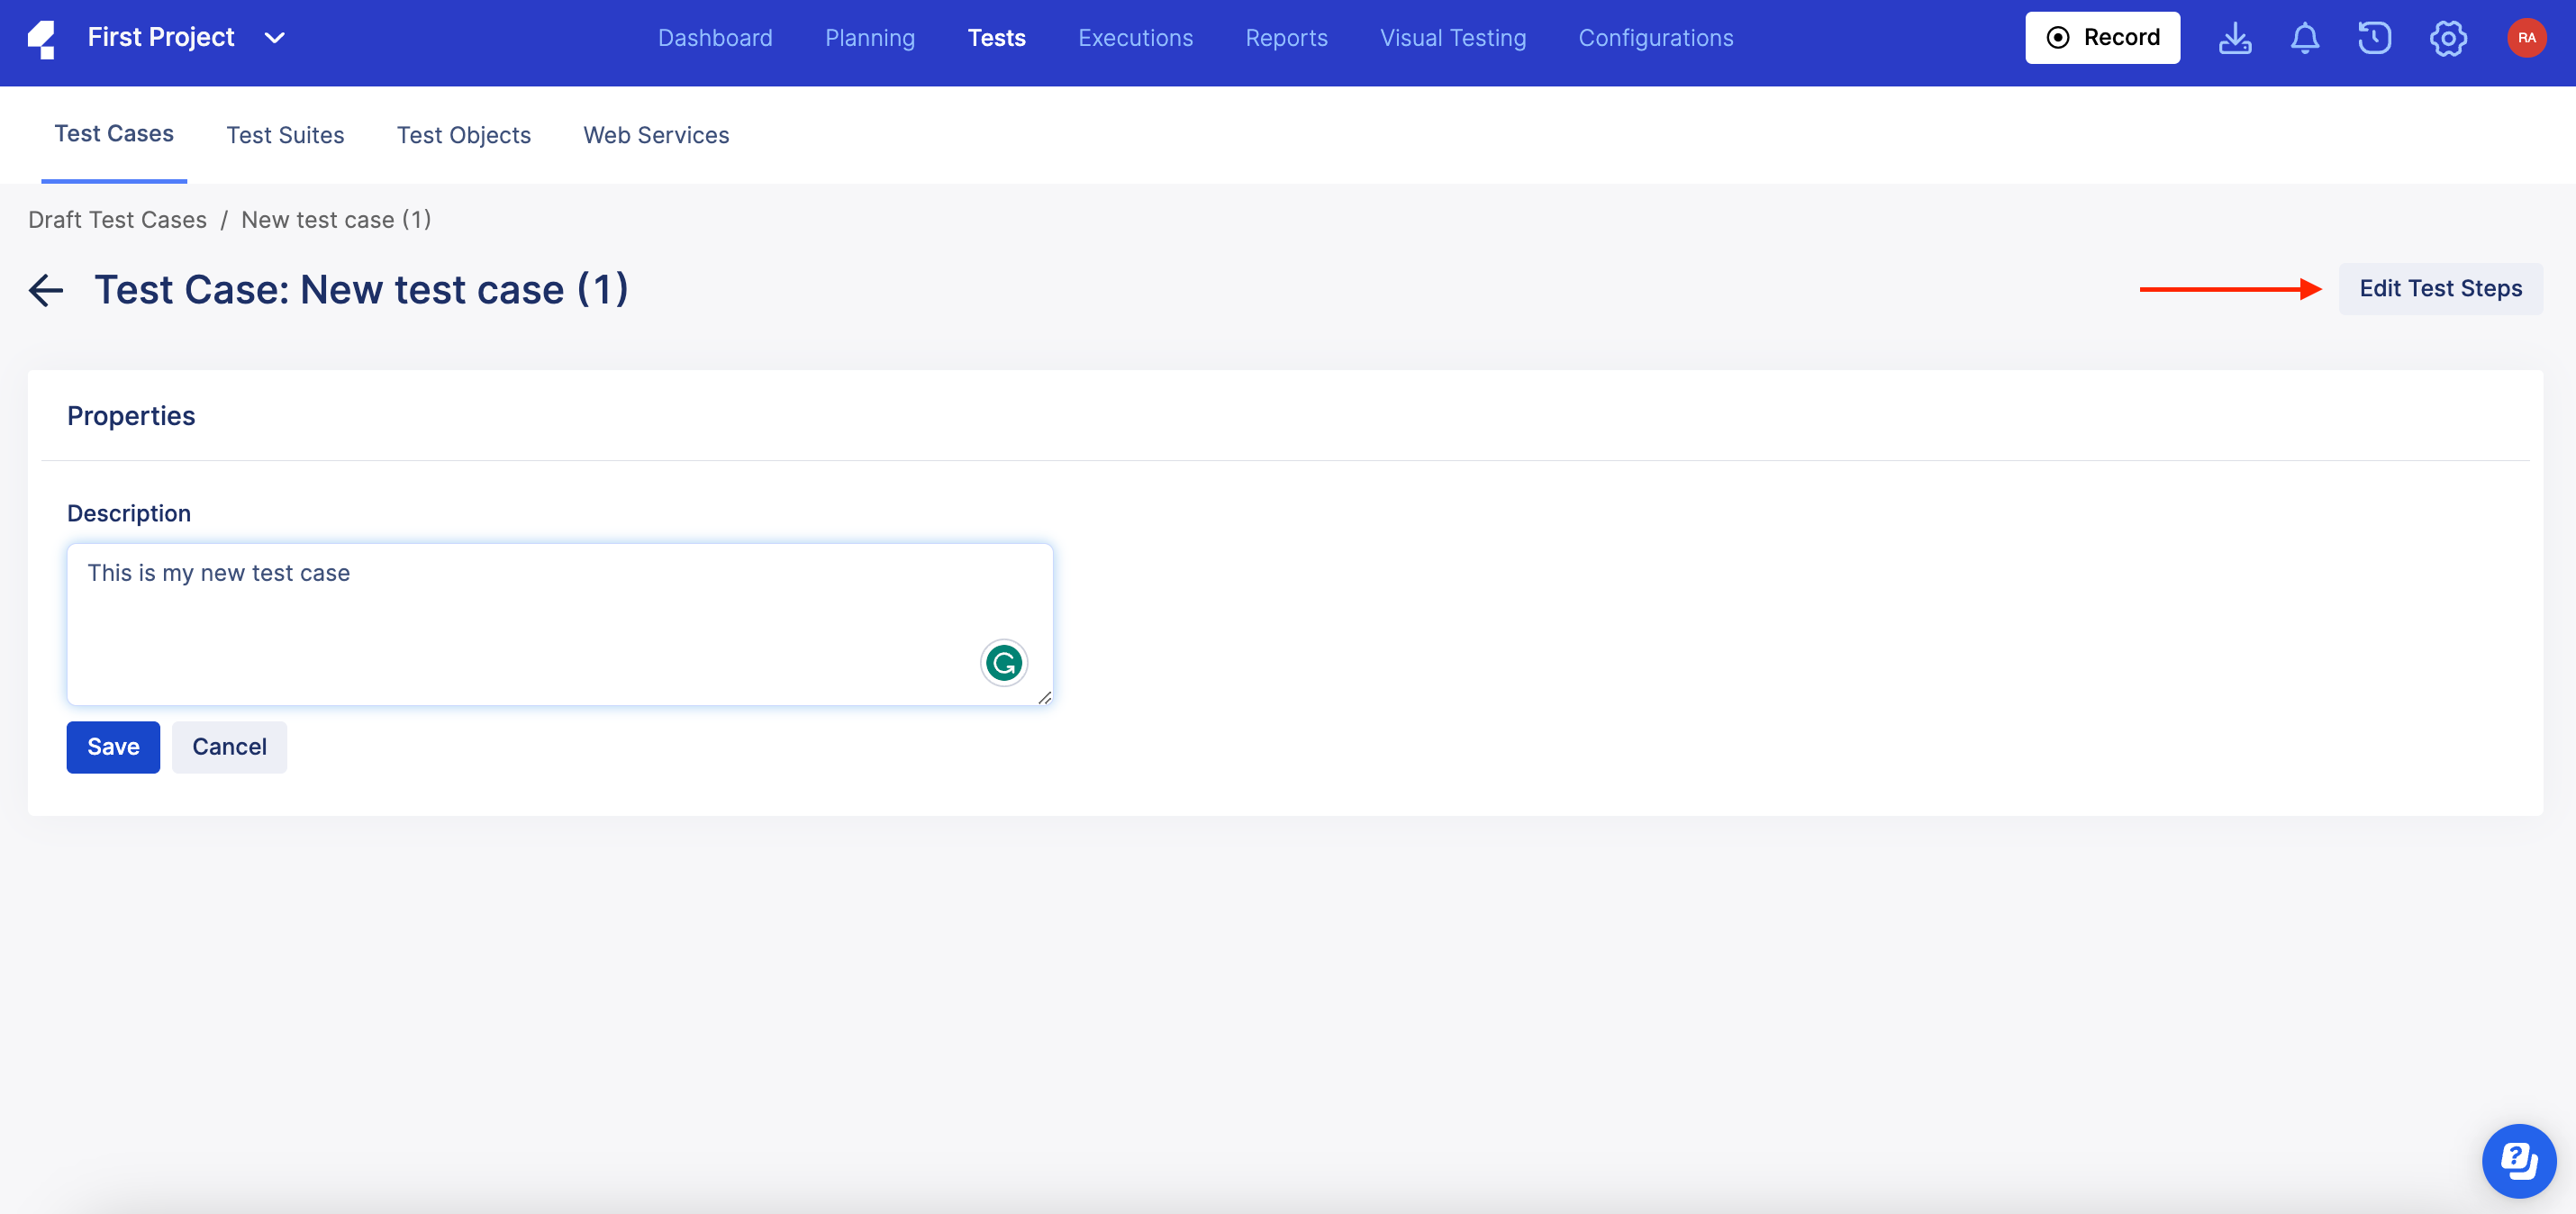 First Project
Dashboard Planning Tests Executions Reports Visual Testing Configurations
Record
RA
Test Cases Test Suites Test Objects Web Services
Draft Test Cases / New test case (1)
Test Case: New test case (1)
Edit Test Steps
Properties
Description
This is my new test case
Save Cancel